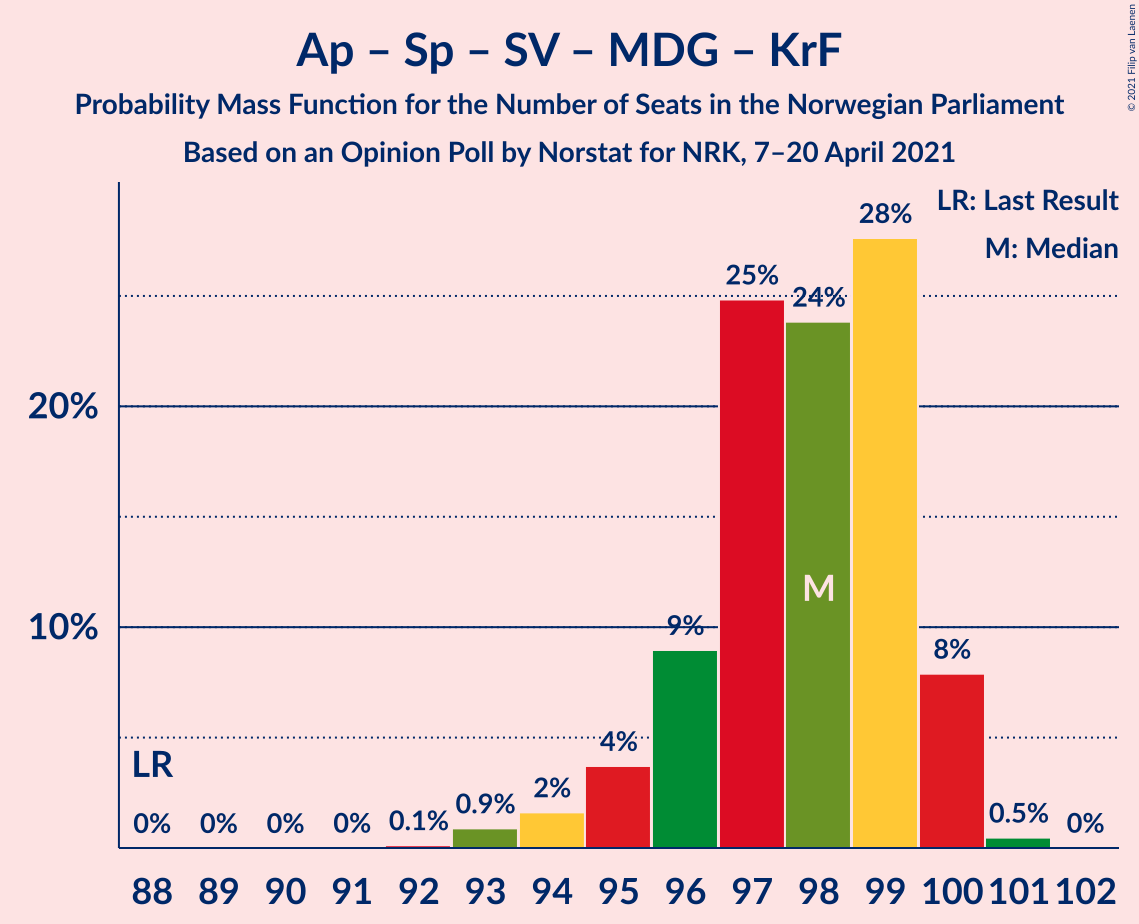 Ap – Sp – SV – MDG – KrF
Probability Mass Function for the Number of Seats in the Norwegian Parliament
Based on an Opinion Poll by Norstat for NRK, 7–20 April 2021
© 2021 Filip van Laenen
LR: Last Result
M: Median
28%
25%
24%
20%
M
10%
9%
8%
4%
LR
2%
0% 0% 0% 0% 0.1% 0.9% 0.5% 0%
88 89 90 91 92 93 94 95 96 97 98 99 100 101 102